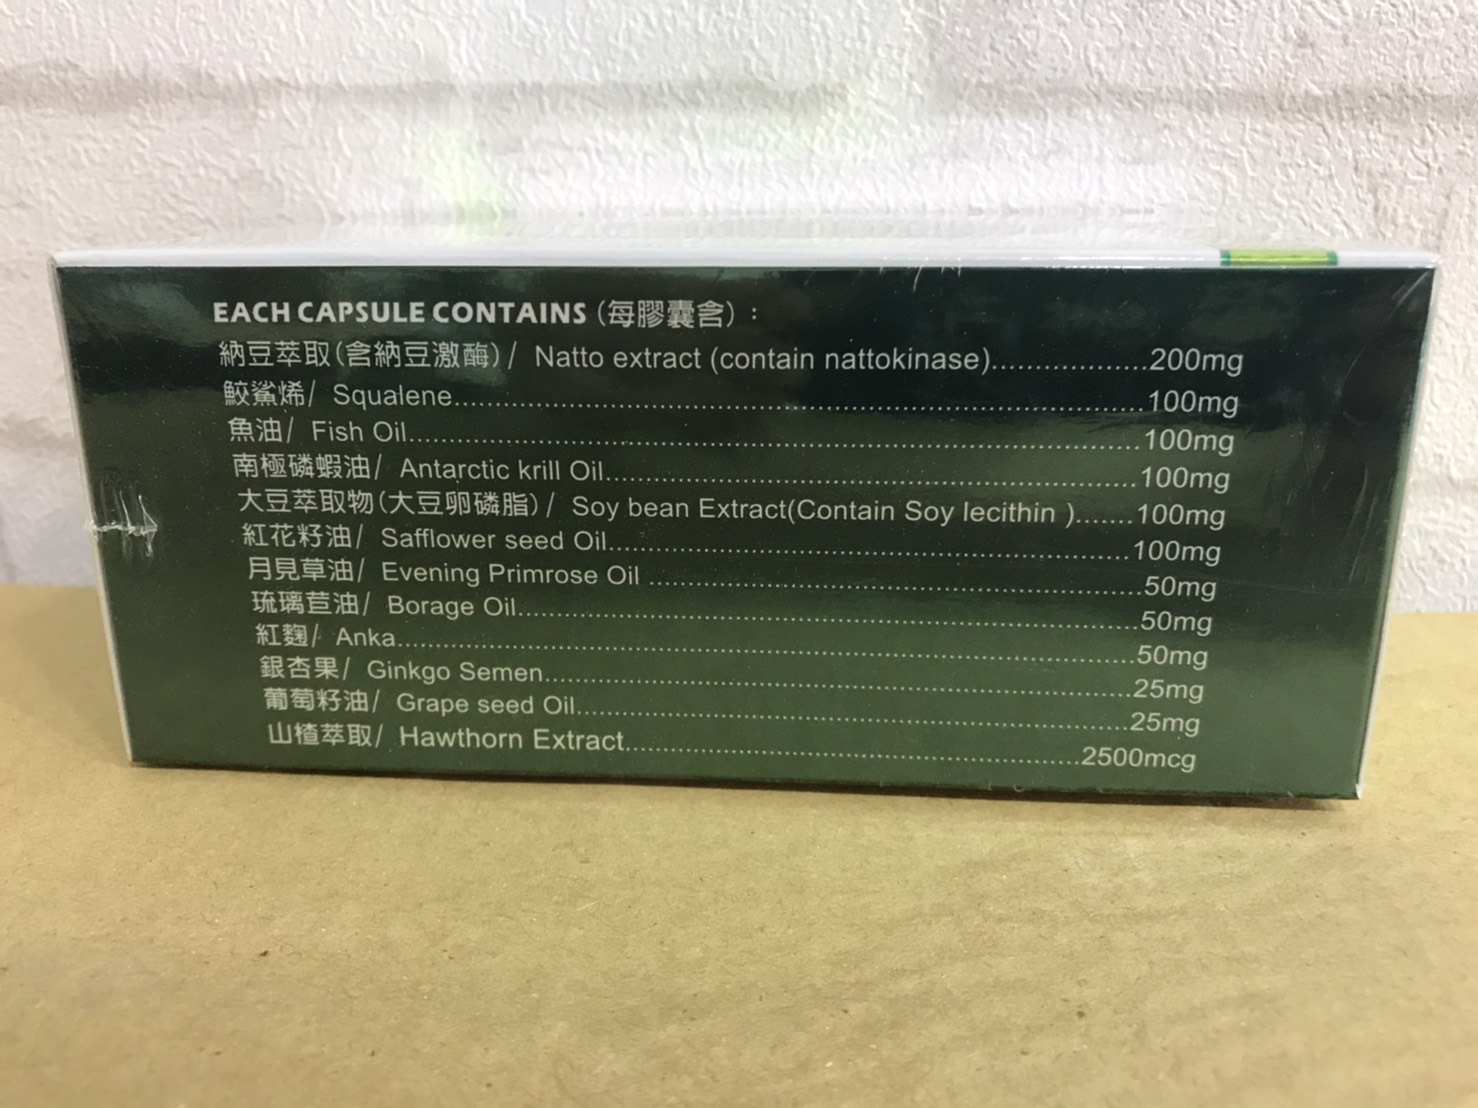 EACH CAPSULE CONTAINS (每膠囊含)：
納豆萃取(含納豆激酶)/ Natto extract (contain nattokinase)...................200mg
鮫鯊烯/ Squalene....................100mg
魚油/ Fish Oil....................100mg
南極磷蝦油/ Antarctic krill Oil....................100mg
大豆萃取物(大豆卵磷脂)/ Soy bean Extract(Contain Soy lecithin ).......100mg
紅花籽油/ Safflower seed Oil....................100mg
月見草油/ Evening Primrose Oil ....................50mg
琉璃苣油/ Borage Oil....................50mg
紅麴/ Anka....................50mg
銀杏果/ Ginkgo Semen....................25mg
葡萄籽油/ Grape seed Oil....................25mg
山楂萃取/ Hawthorn Extract....................2500mcg